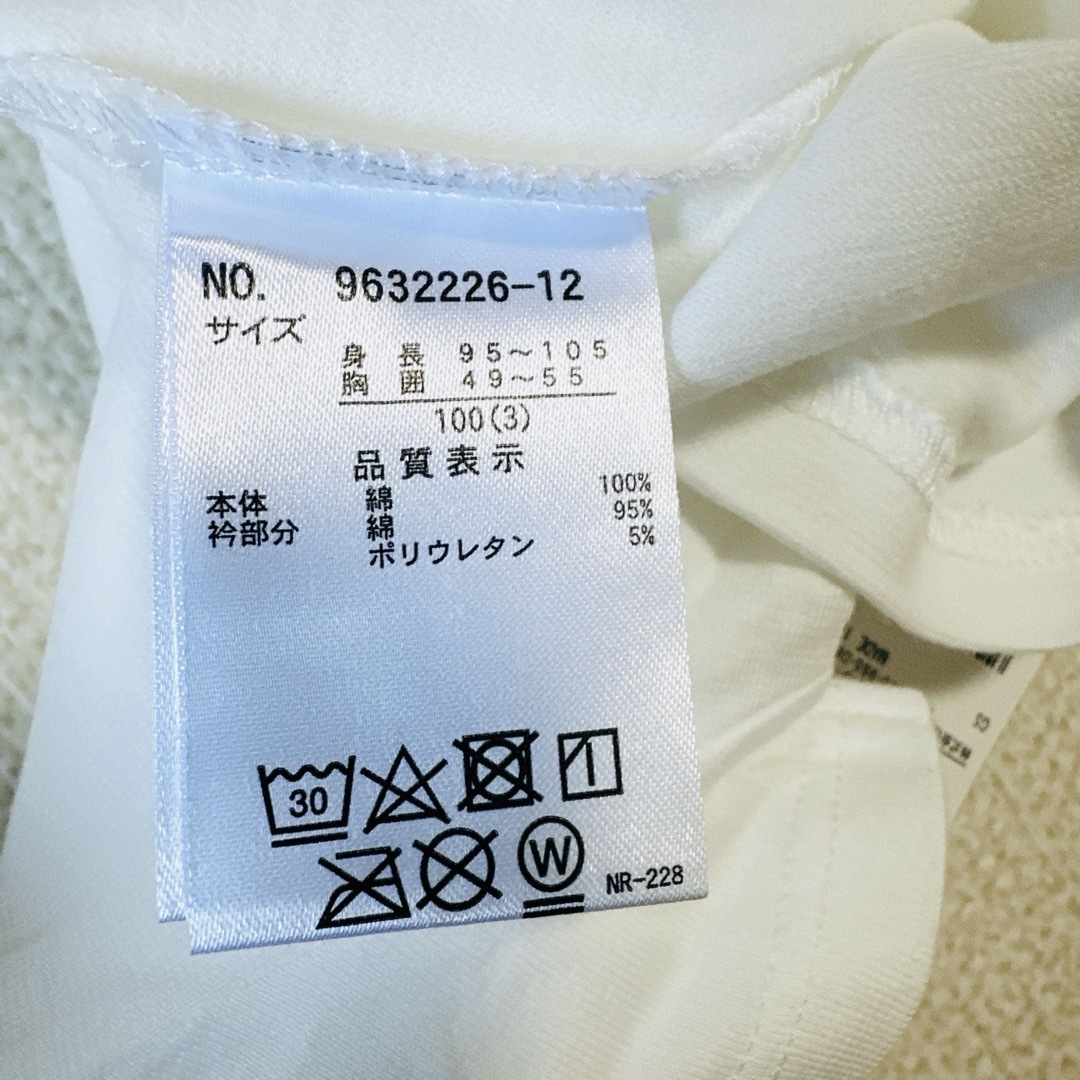 NO. 9632226-12
サイズ
身長 95～105
胸囲 49～55
100(3)
品質表示
本体 綿 100%
衿部分 綿 95%
ポリウレタン 5%
30
W
NR-228